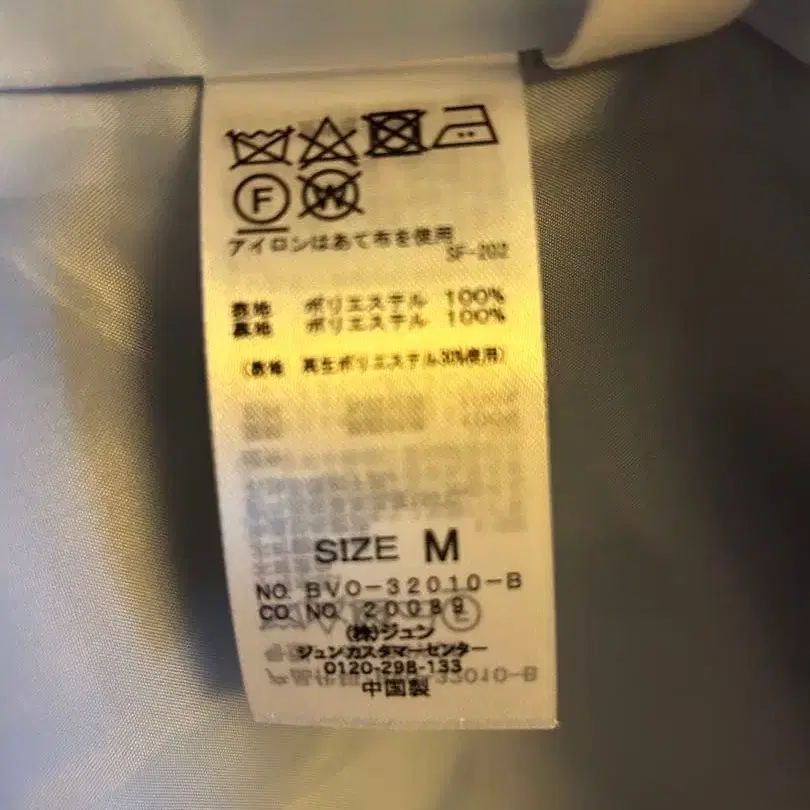 F W
アイロンはあて布を使用
SF-202
表地 ポリエステル 100%
裏地 ポリエステル 100%
(表地 再生ポリエステル30%使用)
SIZE M
NO. BVO-32010-B
CO. NO. 20089
(株)ジュン
ジュンカスタマーセンター
0120-298-133
中国製